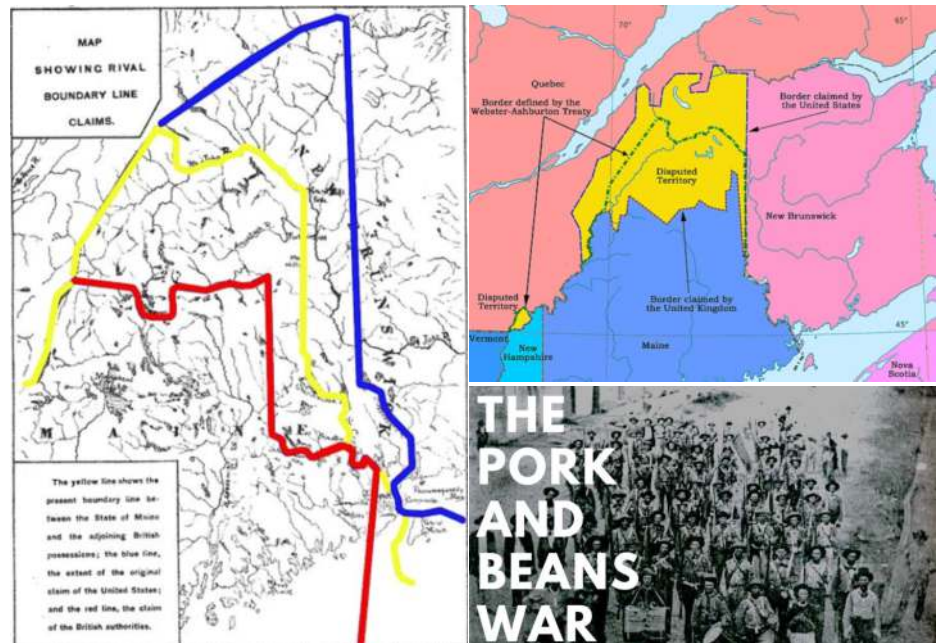 MAP
SHOWING RIVAL
BOUNDARY LINE
CLAIMS.
M A I N E
The yellow line shows the
present boundary line be-
tween the State of Maine
and the adjoining British
possessions; the blue line,
the extent of the original
claim of the United States;
and the red line, the claim
of the British authorities.
70°
65°
Quebec
Border defined by the
Webster-Ashburton Treaty
Border claimed by
the United States
Disputed
Territory
New Brunswick
Border claimed by
the United Kingdom
Disputed
Territory
45°
Vermont
New
Hampshire
Maine
Nova
Scotia
THE
PORK
AND
BEANS
WAR